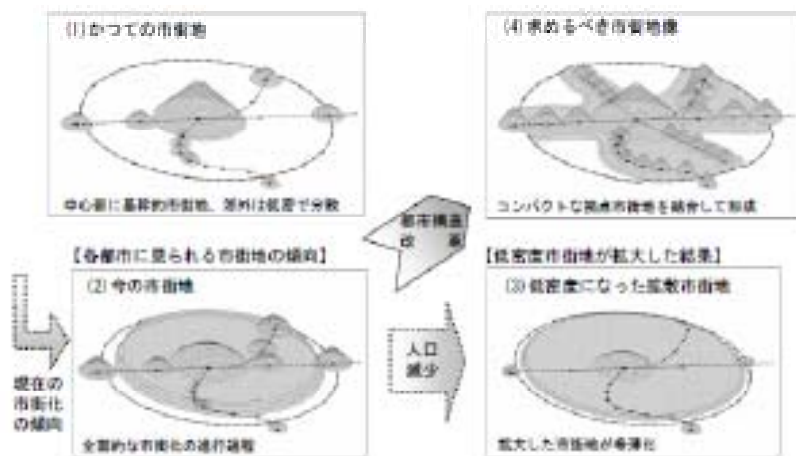 (1)かつての市街地
中心部に基幹的市街地、郊外は低密で分散
(4)求めるべき市街地像
コンパクトな拠点市街地を結合して形成
都市構造
改革
【各都市に見られる市街地の傾向】
(2)今の市街地
全面的な市街化の進行過程
現在の
市街化
の傾向
人口
減少
【低密度市街地が拡大した結果】
(3)低密度になった拡散市街地
拡大した市街地が希薄化